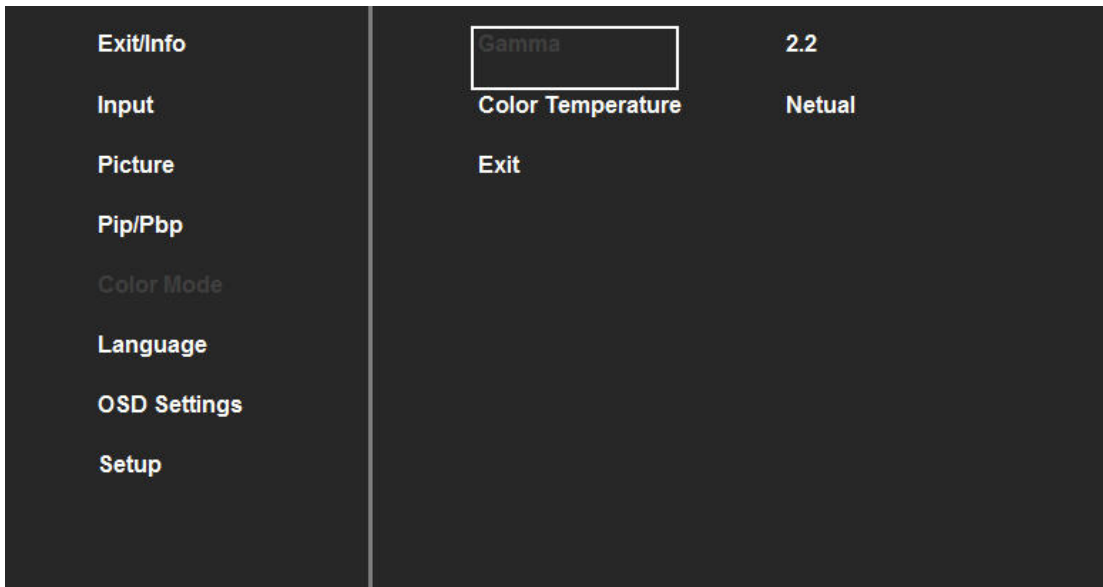 Exit/Info
Input
Picture
Pip/Pbp
Color Mode
Language
OSD Settings
Setup
Gamma 2.2
Color Temperature Netual
Exit